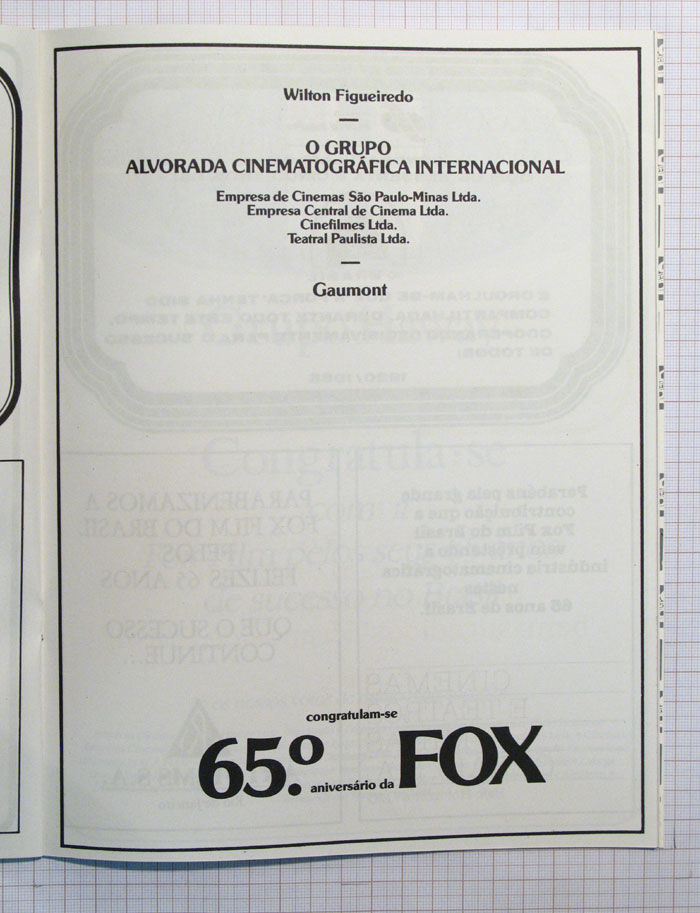 Wilton Figueiredo
—
O GRUPO
ALVORADA CINEMATOGRÁFICA INTERNACIONAL
Empresa de Cinemas São Paulo-Minas Ltda.
Empresa Central de Cinema Ltda.
Cinefilmes Ltda.
Teatral Paulista Ltda.
—
Gaumont
congratulam-se
65.º aniversário da FOX